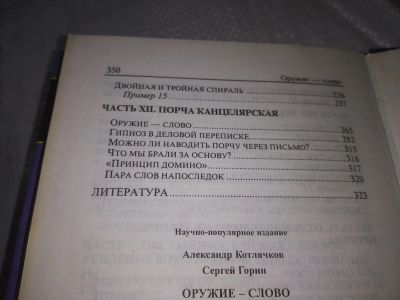 350 Оружие — слово
ДВОЙНАЯ И ТРОЙНАЯ СПИРАЛЬ 256
Пример 15 257
ЧАСТЬ XII. ПОРЧА КАНЦЕЛЯРСКАЯ
ОРУЖИЕ — СЛОВО 265
ГИПНОЗ В ДЕЛОВОЙ ПЕРЕПИСКЕ 282
МОЖНО ЛИ НАВОДИТЬ ПОРЧУ ЧЕРЕЗ ПИСЬМО? 315
ЧТО МЫ БРАЛИ ЗА ОСНОВУ? 316
«ПРИНЦИП ДОМИНО» 317
ПАРА СЛОВ НАПОСЛЕДОК 320
ЛИТЕРАТУРА 323
Научно-популярное издание
Александр Котлячков
Сергей Горин
ОРУЖИЕ – СЛОВО